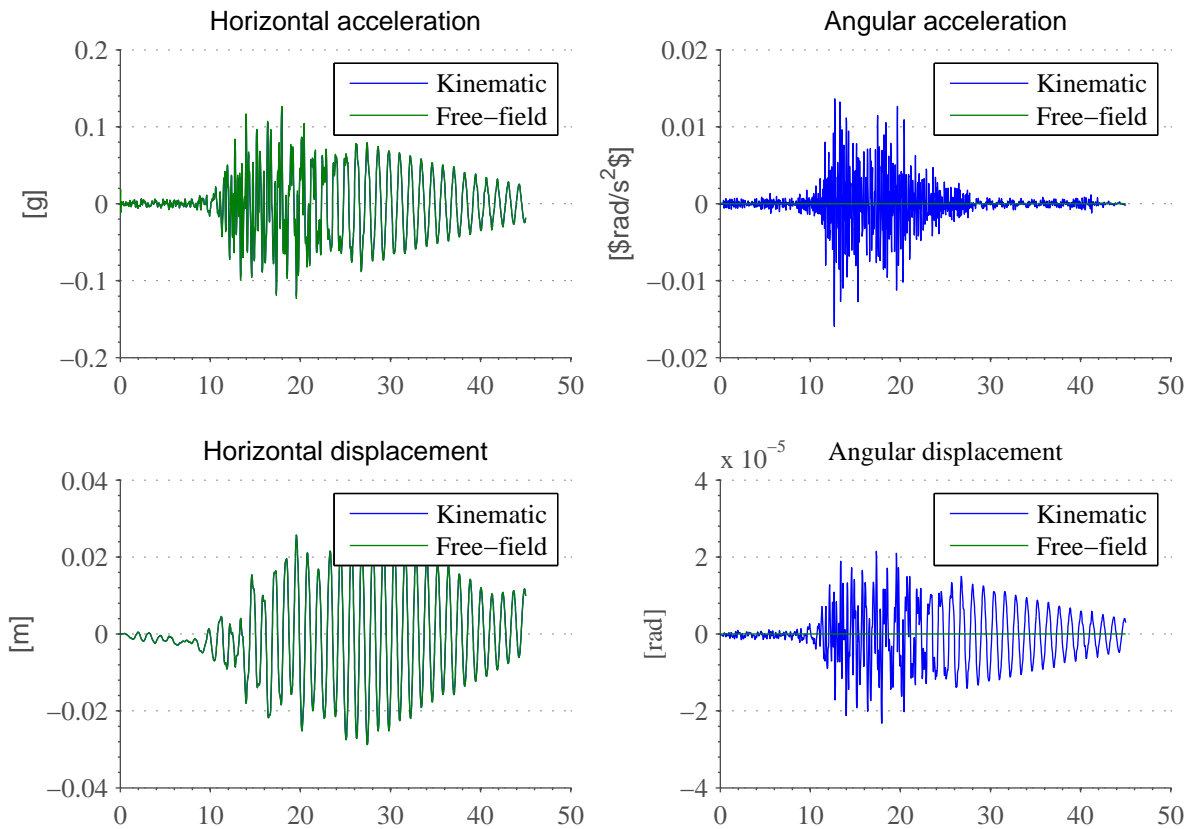 Horizontal acceleration
[g]
0.2
0.1
0
−0.1
−0.2
0 10 20 30 40 50
Kinematic
Free−field
Angular acceleration
[$rad/s²$]
0.02
0.01
0
−0.01
−0.02
0 10 20 30 40 50
Kinematic
Free−field
Horizontal displacement
[m]
0.04
0.02
0
−0.02
−0.04
0 10 20 30 40 50
Kinematic
Free−field
x 10⁻⁵
Angular displacement
[rad]
4
2
0
−2
−4
0 10 20 30 40 50
Kinematic
Free−field